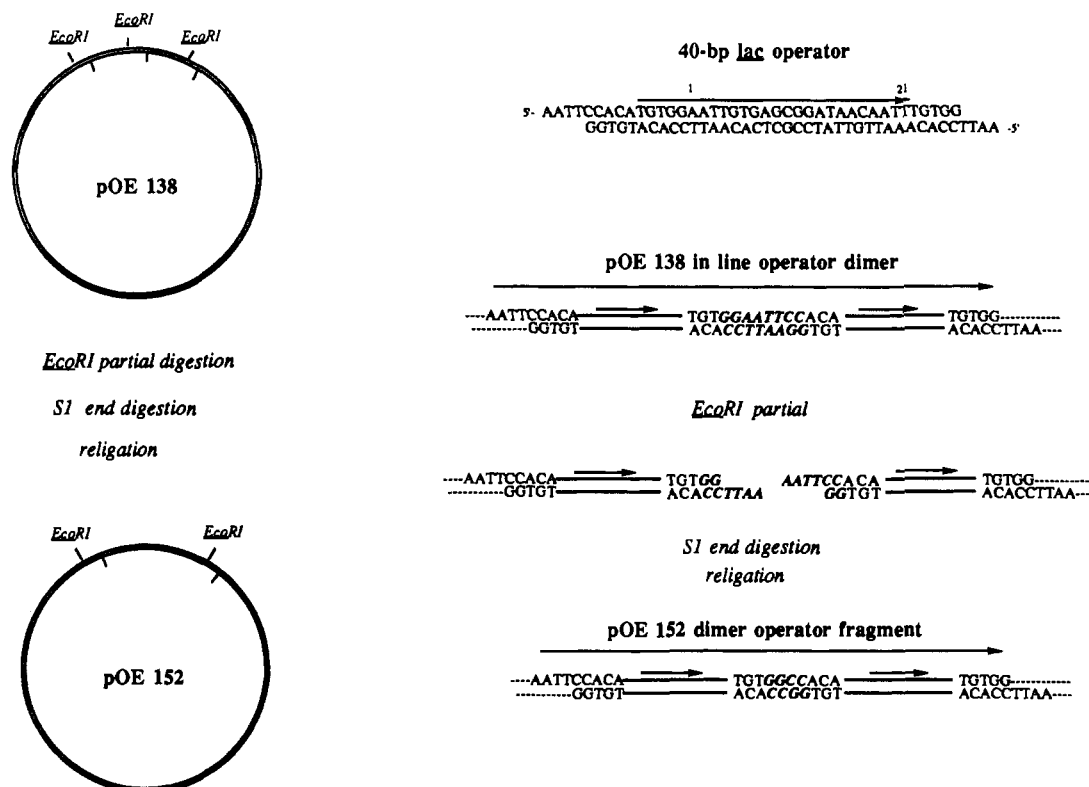 EcoRI
EcoRI
EcoRI
pOE 138
EcoRI partial digestion
S1 end digestion
religation
EcoRI
EcoRI
pOE 152
40-bp lac operator
1 21
5'- AATTCCACATGTGGAATTGTGAGCGGATAACAATTTGTGG
GGTGTACACCTTAACACTCGCCTATTGTTAAACACCTTAA -5'
pOE 138 in line operator dimer
----AATTCCACA TGTGGAATTCCACA TGTGG-----------
-----------GGTGT ACACCTTAAGGTGT ACACCTTAA----
EcoRI partial
----AATTCCACA TGTGG AATTCCACA TGTGG-----------
----------GGTGT ACACCTTAA GGTGT ACACCTTAA----
S1 end digestion
religation
pOE 152 dimer operator fragment
----AATTCCACA TGTGGCCACA TGTGG-----------
-----------GGTGT ACACCGGTGT ACACCTTAA----